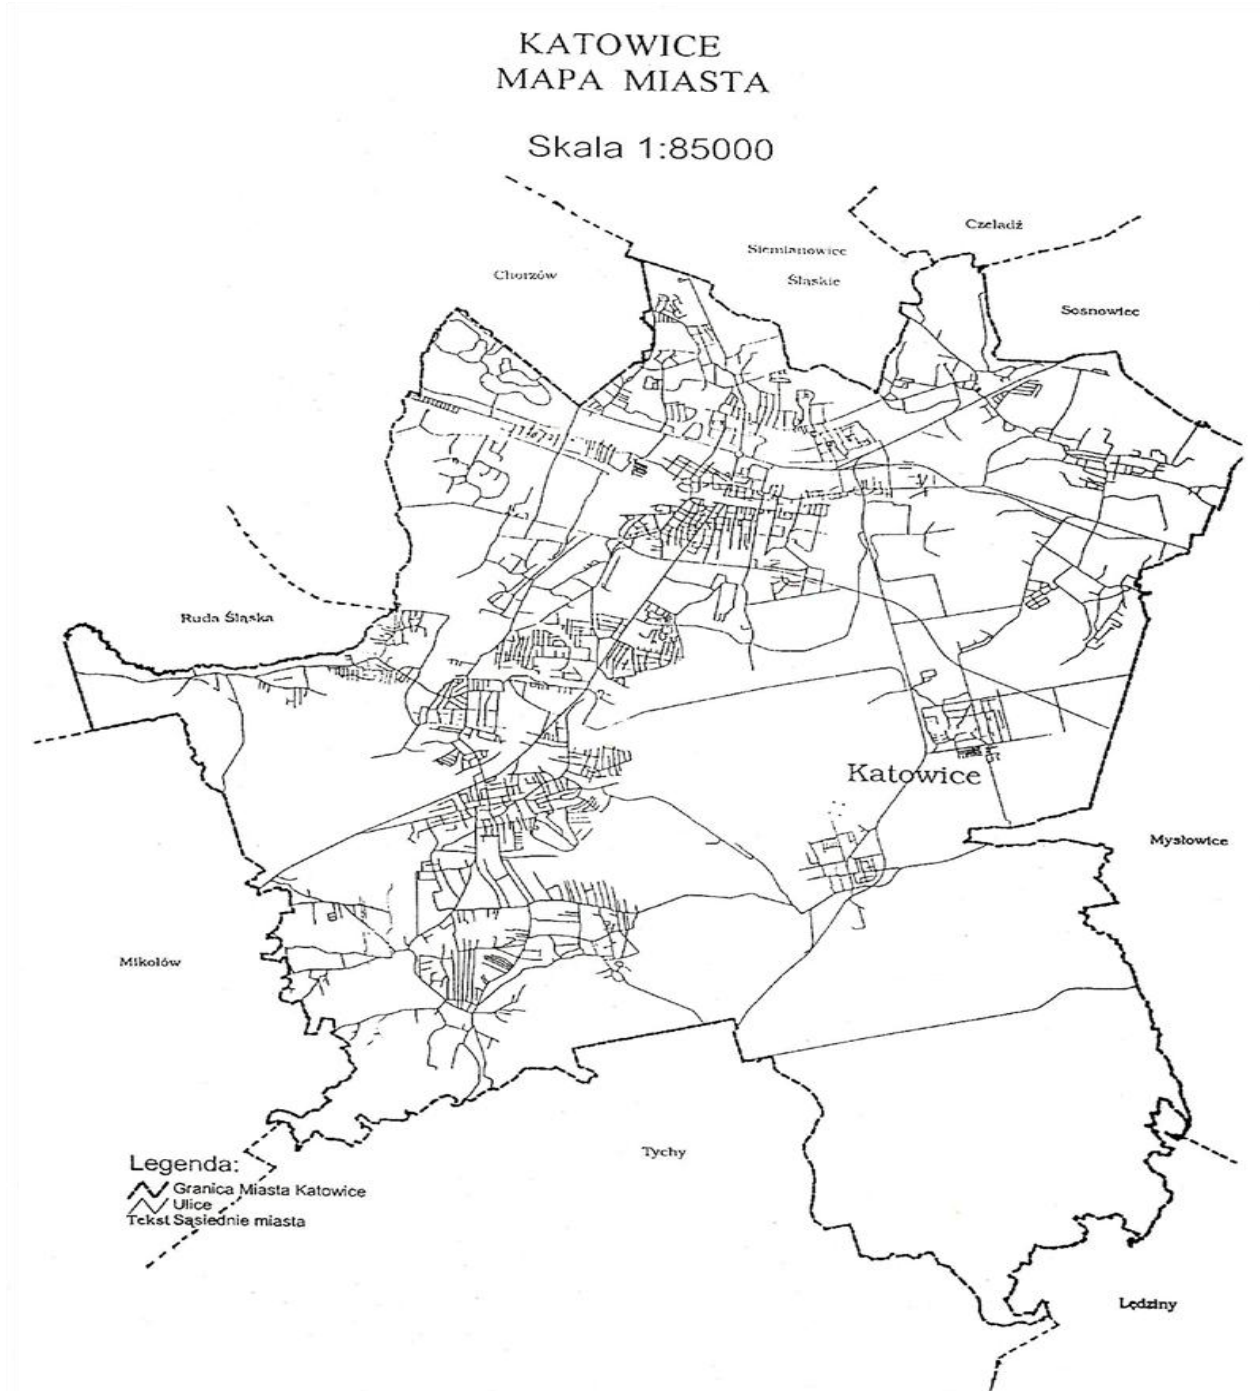 KATOWICE
MAPA MIASTA
Skala 1:85000
Czeladź
Siemianowice
Śląskie
Chorzów
Sosnowiec
Ruda Śląska
Katowice
Mysłowice
Mikołów
Tychy
Legenda:
Granica Miasta Katowice
Ulice
Tekst Sąsiednie miasta
Lędziny